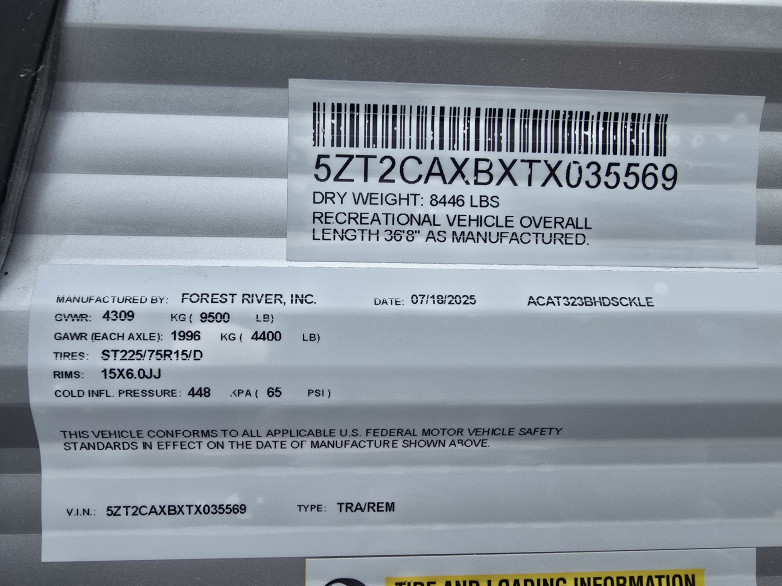 5ZT2CAXBXTX035569
DRY WEIGHT: 8446 LBS
RECREATIONAL VEHICLE OVERALL
LENGTH 36'8" AS MANUFACTURED.
MANUFACTURED BY: FOREST RIVER, INC. DATE: 07/18/2025 ACAT323BHDSCKLE
GVWR: 4309 KG ( 9500 LB)
GAWR (EACH AXLE): 1996 KG ( 4400 LB)
TIRES: ST225/75R15/D
RIMS: 15X6.0JJ
COLD INFL. PRESSURE: 448 KPA ( 65 PSI )
THIS VEHICLE CONFORMS TO ALL APPLICABLE U.S. FEDERAL MOTOR VEHICLE SAFETY
STANDARDS IN EFFECT ON THE DATE OF MANUFACTURE SHOWN ABOVE.
V.I.N.: 5ZT2CAXBXTX035569 TYPE: TRA/REM
TIRE AND LOADING INFORMATION